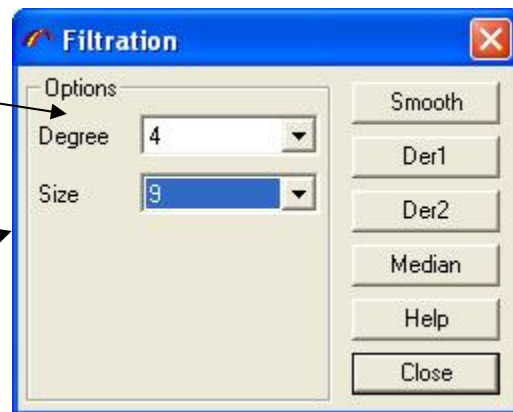 Filtration
Options
Degree 4
Size 9
Smooth
Der1
Der2
Median
Help
Close